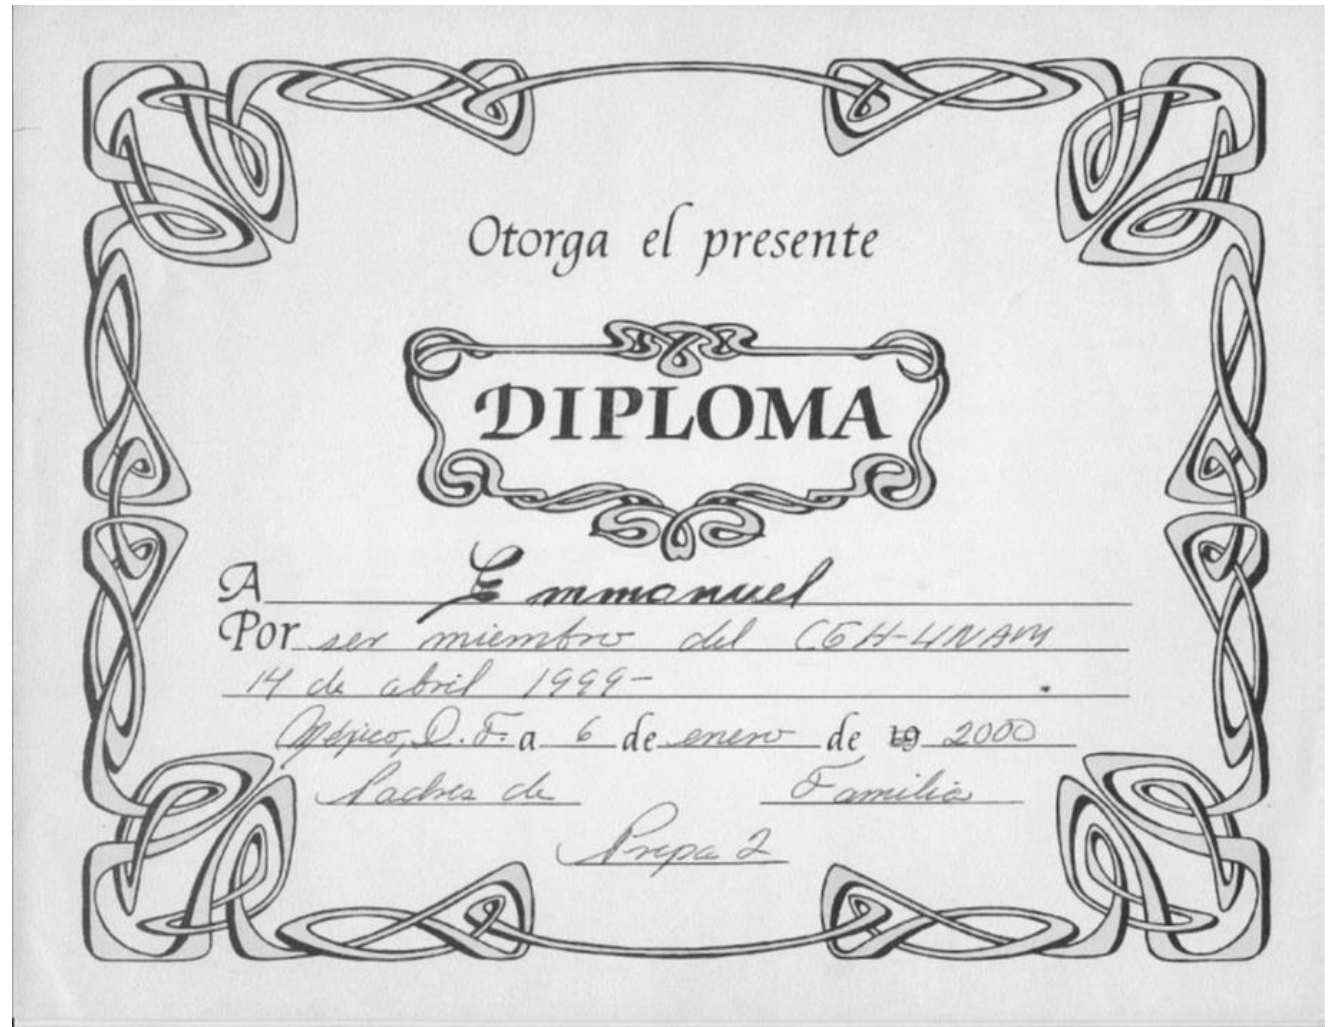 Otorga el presente
DIPLOMA
A Emmanuel
Por ser miembro del CGH-UNAM
14 de abril 1999-
México, D.F. a 6 de enero de 19 2000
Padres de Familia
Prepa 2